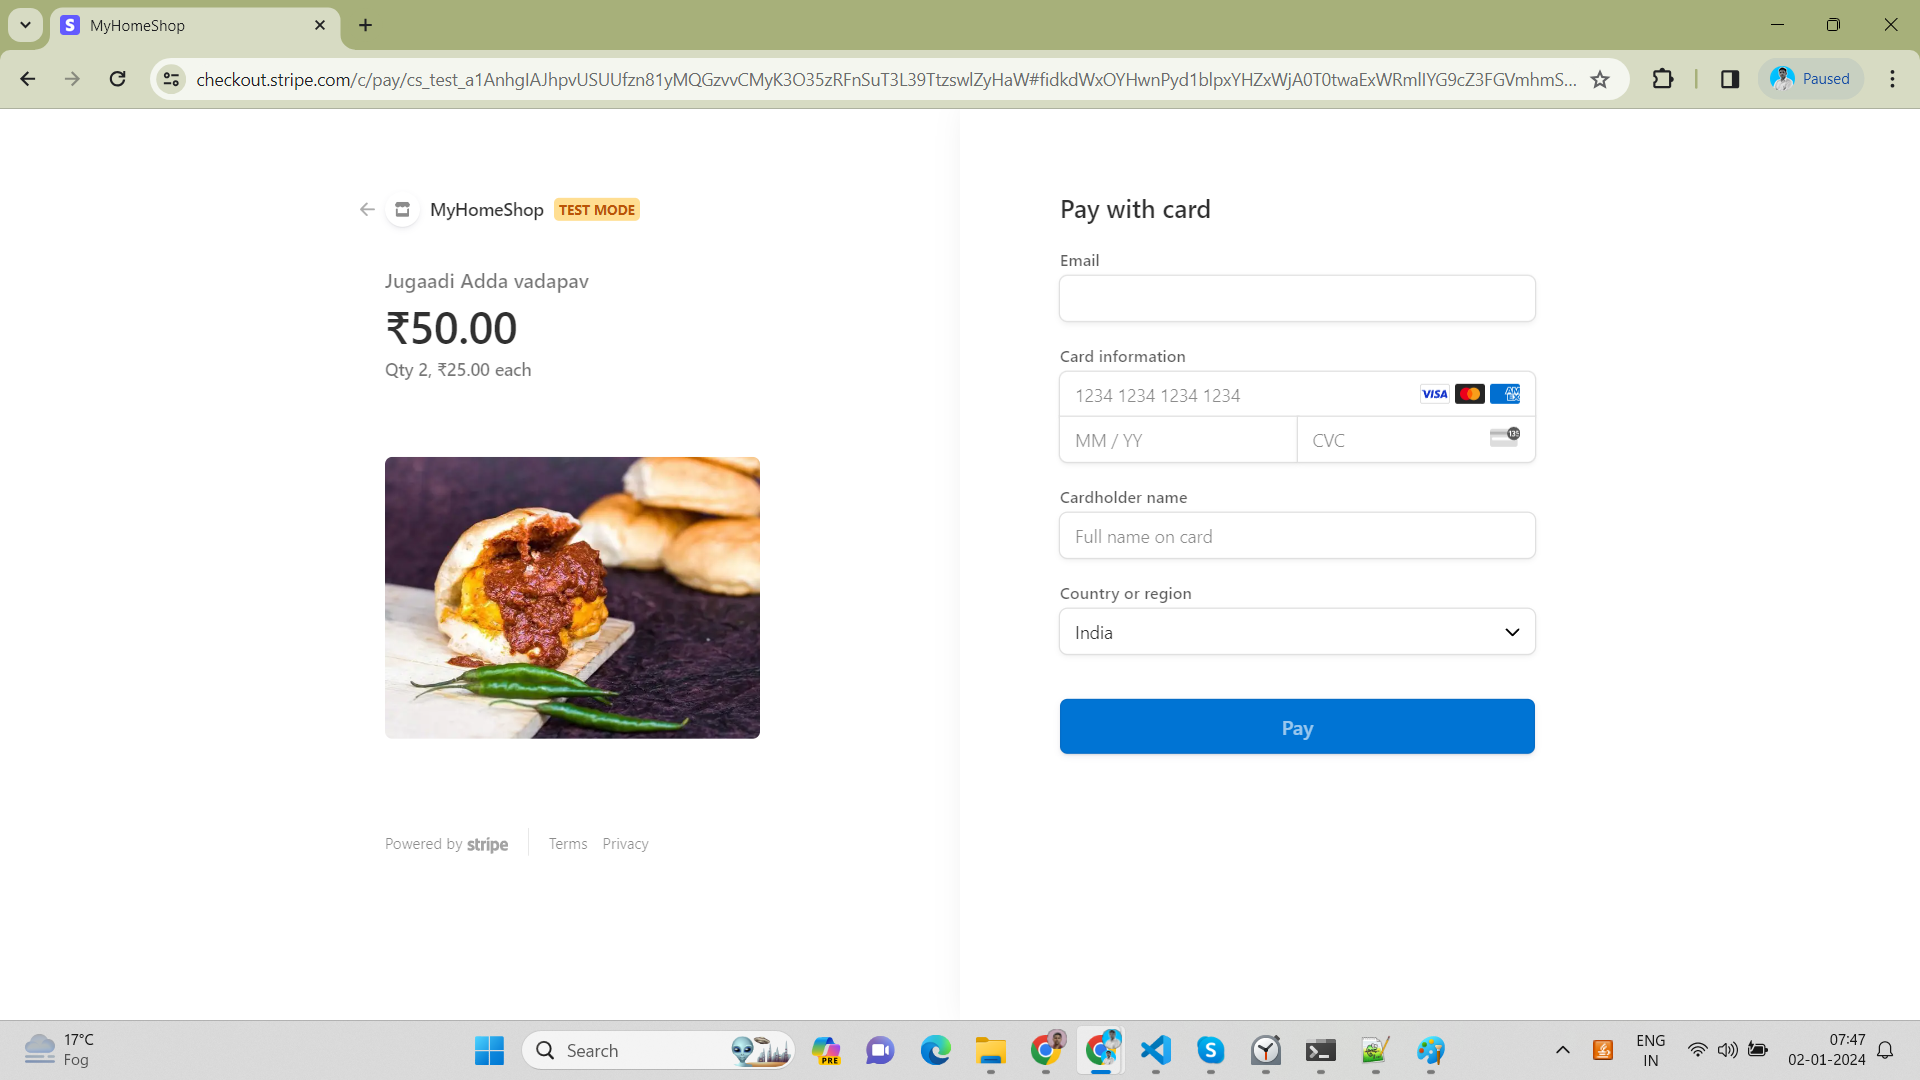 MyHomeShop
checkout.stripe.com/c/pay/cs_test_a1AnhgIAJhpvUSUUfzn81yMQGzvvCMyK3O35zRFnSuT3L39TtzswlZyHaW#fidkdWxOYHwnPyd1blpxYHZxWjA0T0twaExWRmlIYG9cZ3FGVmhmS...
Paused
MyHomeShop TEST MODE
Jugaadi Adda vadapav
₹50.00
Qty 2, ₹25.00 each
Powered by stripe
Terms Privacy
Pay with card
Email
Card information
1234 1234 1234 1234 VISA AMEX
MM / YY CVC 135
Cardholder name
Full name on card
Country or region
India
Pay
17°C
Fog
Search
PRE
ENG
IN
07:47
02-01-2024